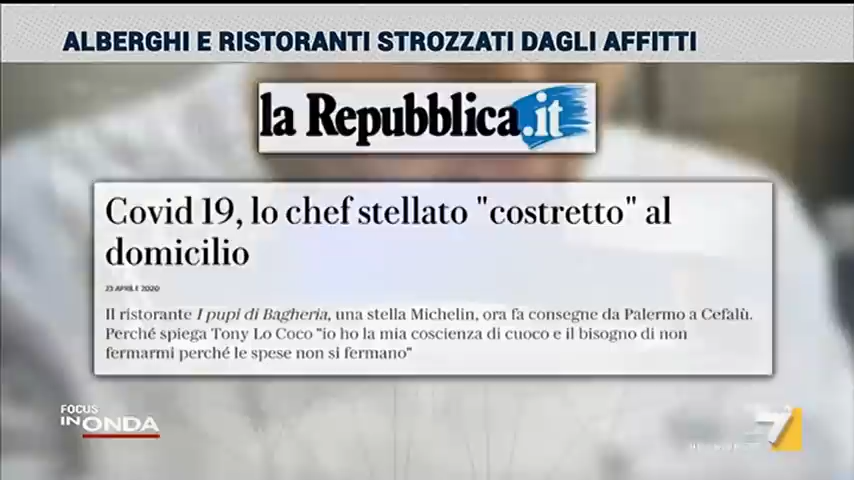 ALBERGHI E RISTORANTI STROZZATI DAGLI AFFITTI
la Repubblica.it
Covid 19, lo chef stellato "costretto" al
domicilio
23 APRILE 2020
Il ristorante I pupi di Bagheria, una stella Michelin, ora fa consegne da Palermo a Cefalù.
Perché spiega Tony Lo Coco "io ho la mia coscienza di cuoco e il bisogno di non
fermarmi perché le spese non si fermano"
FOCUS
IN ONDA
7